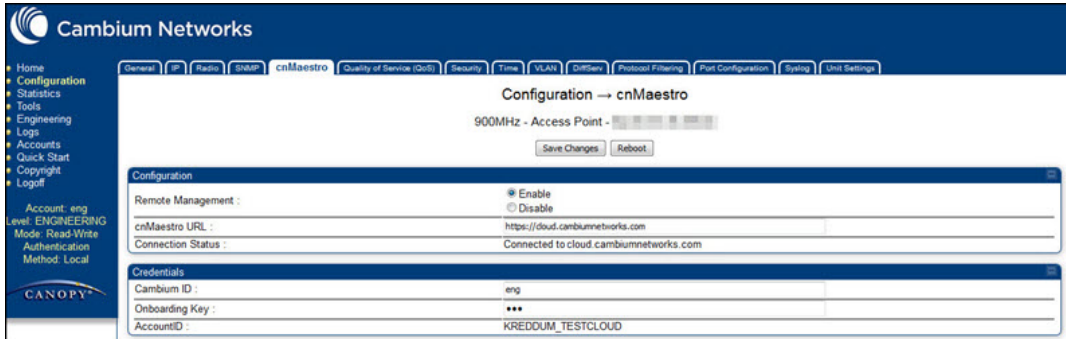 Cambium Networks
Home
Configuration
Statistics
Tools
Engineering
Logs
Accounts
Quick Start
Copyright
Logoff
Account: eng
Level: ENGINEERING
Mode: Read-Write
Authentication
Method: Local
CANOPY
General IP Radio SNMP cnMaestro Quality of Service (QoS) Security Time VLAN DiffServ Protocol Filtering Port Configuration Syslog Unit Settings
Configuration → cnMaestro
900MHz - Access Point -
Save Changes Reboot
Configuration
Remote Management : Enable
Disable
cnMaestro URL : https://cloud.cambiumnetworks.com
Connection Status : Connected to cloud.cambiumnetworks.com
Credentials
Cambium ID : eng
Onboarding Key : •••
AccountID : KREDDUM_TESTCLOUD